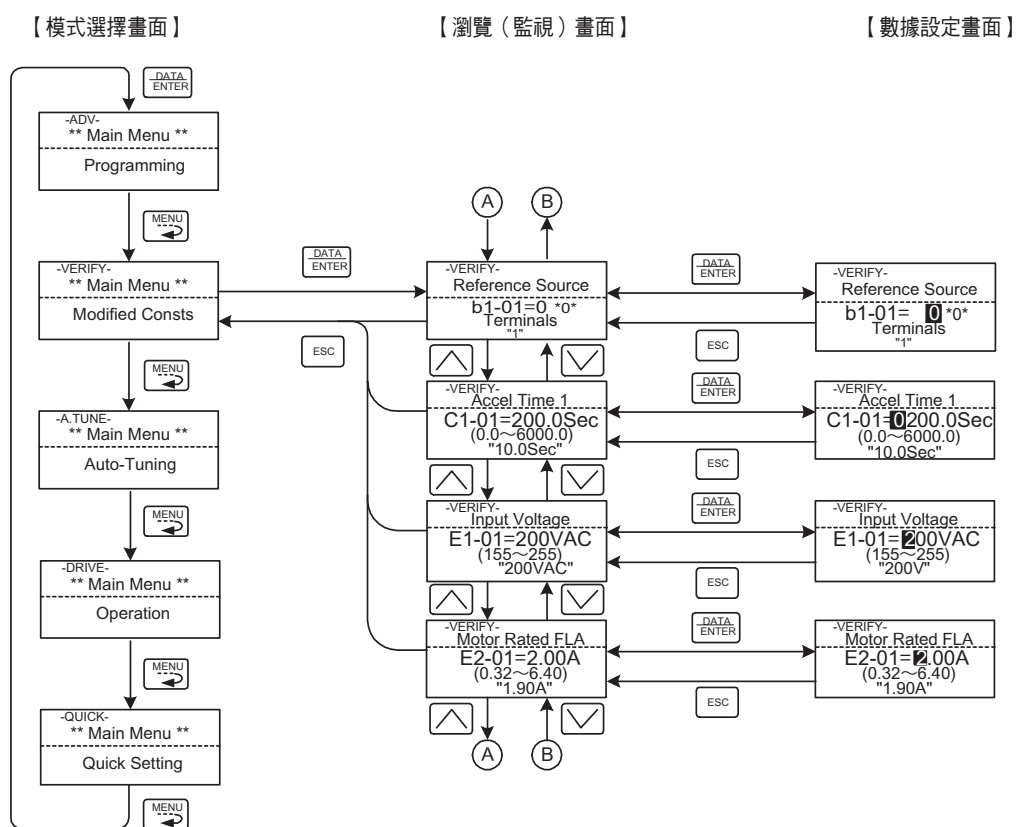 【模式選擇畫面】
【瀏覽（監視）畫面】
【數據設定畫面】
DATA
ENTER
-ADV-
** Main Menu **
Programming
MENU
-VERIFY-
** Main Menu **
Modified Consts
MENU
-A.TUNE-
** Main Menu **
Auto-Tuning
MENU
-DRIVE-
** Main Menu **
Operation
MENU
-QUICK-
** Main Menu **
Quick Setting
MENU
DATA
ENTER
ESC
A
B
-VERIFY-
Reference Source
b1-01=0 *0*
Terminals
"1"
-VERIFY-
Accel Time 1
C1-01=200.0Sec
(0.0～6000.0)
"10.0Sec"
-VERIFY-
Input Voltage
E1-01=200VAC
(155～255)
"200VAC"
-VERIFY-
Motor Rated FLA
E2-01=2.00A
(0.32～6.40)
"1.90A"
A
B
DATA
ENTER
ESC
DATA
ENTER
ESC
DATA
ENTER
ESC
DATA
ENTER
ESC
-VERIFY-
Reference Source
b1-01= 0 *0*
Terminals
"1"
-VERIFY-
Accel Time 1
C1-01=0200.0Sec
(0.0～6000.0)
"10.0Sec"
-VERIFY-
Input Voltage
E1-01=200VAC
(155～255)
"200V"
-VERIFY-
Motor Rated FLA
E2-01=2.00A
(0.32～6.40)
"1.90A"